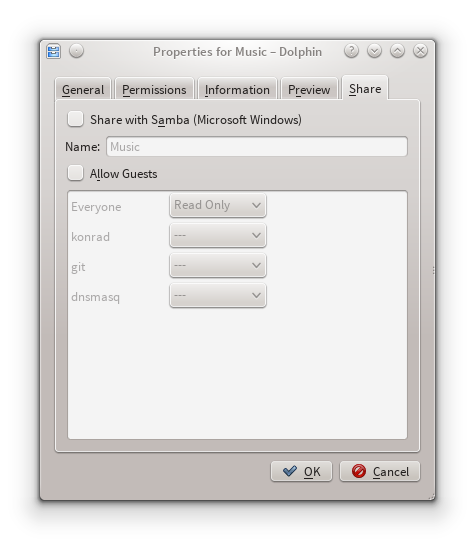 Properties for Music – Dolphin
General Permissions Information Preview Share
Share with Samba (Microsoft Windows)
Name: Music
Allow Guests
Everyone Read Only
konrad ---
git ---
dnsmasq ---
OK Cancel